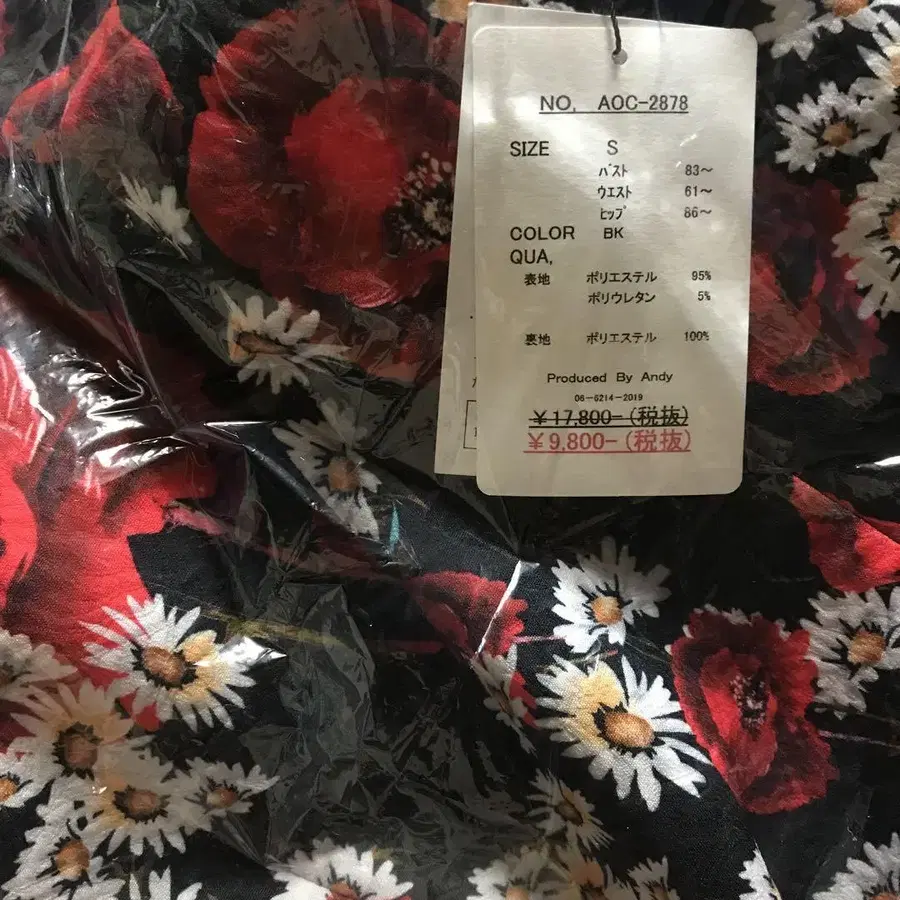 NO, AOC-2878
SIZE S
ﾊﾞｽﾄ 83～
ｳｴｽﾄ 61～
ﾋｯﾌﾟ 86～
COLOR BK
QUA,
表地 ポリエステル 95%
ポリウレタン 5%
裏地 ポリエステル 100%
Produced By Andy
06-6214-2019
￥17,800-(税抜)
￥9,800-(税抜)